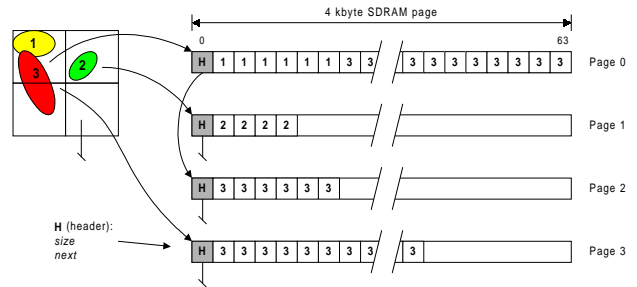 4 kbyte SDRAM page
0 63
1
2
3
H 1 1 1 1 1 3 3 3 3 3 3 3 3 3 3 Page 0
H 2 2 2 2 Page 1
H 3 3 3 3 3 3 Page 2
H (header):
size
next
H 3 3 3 3 3 3 3 3 3 Page 3